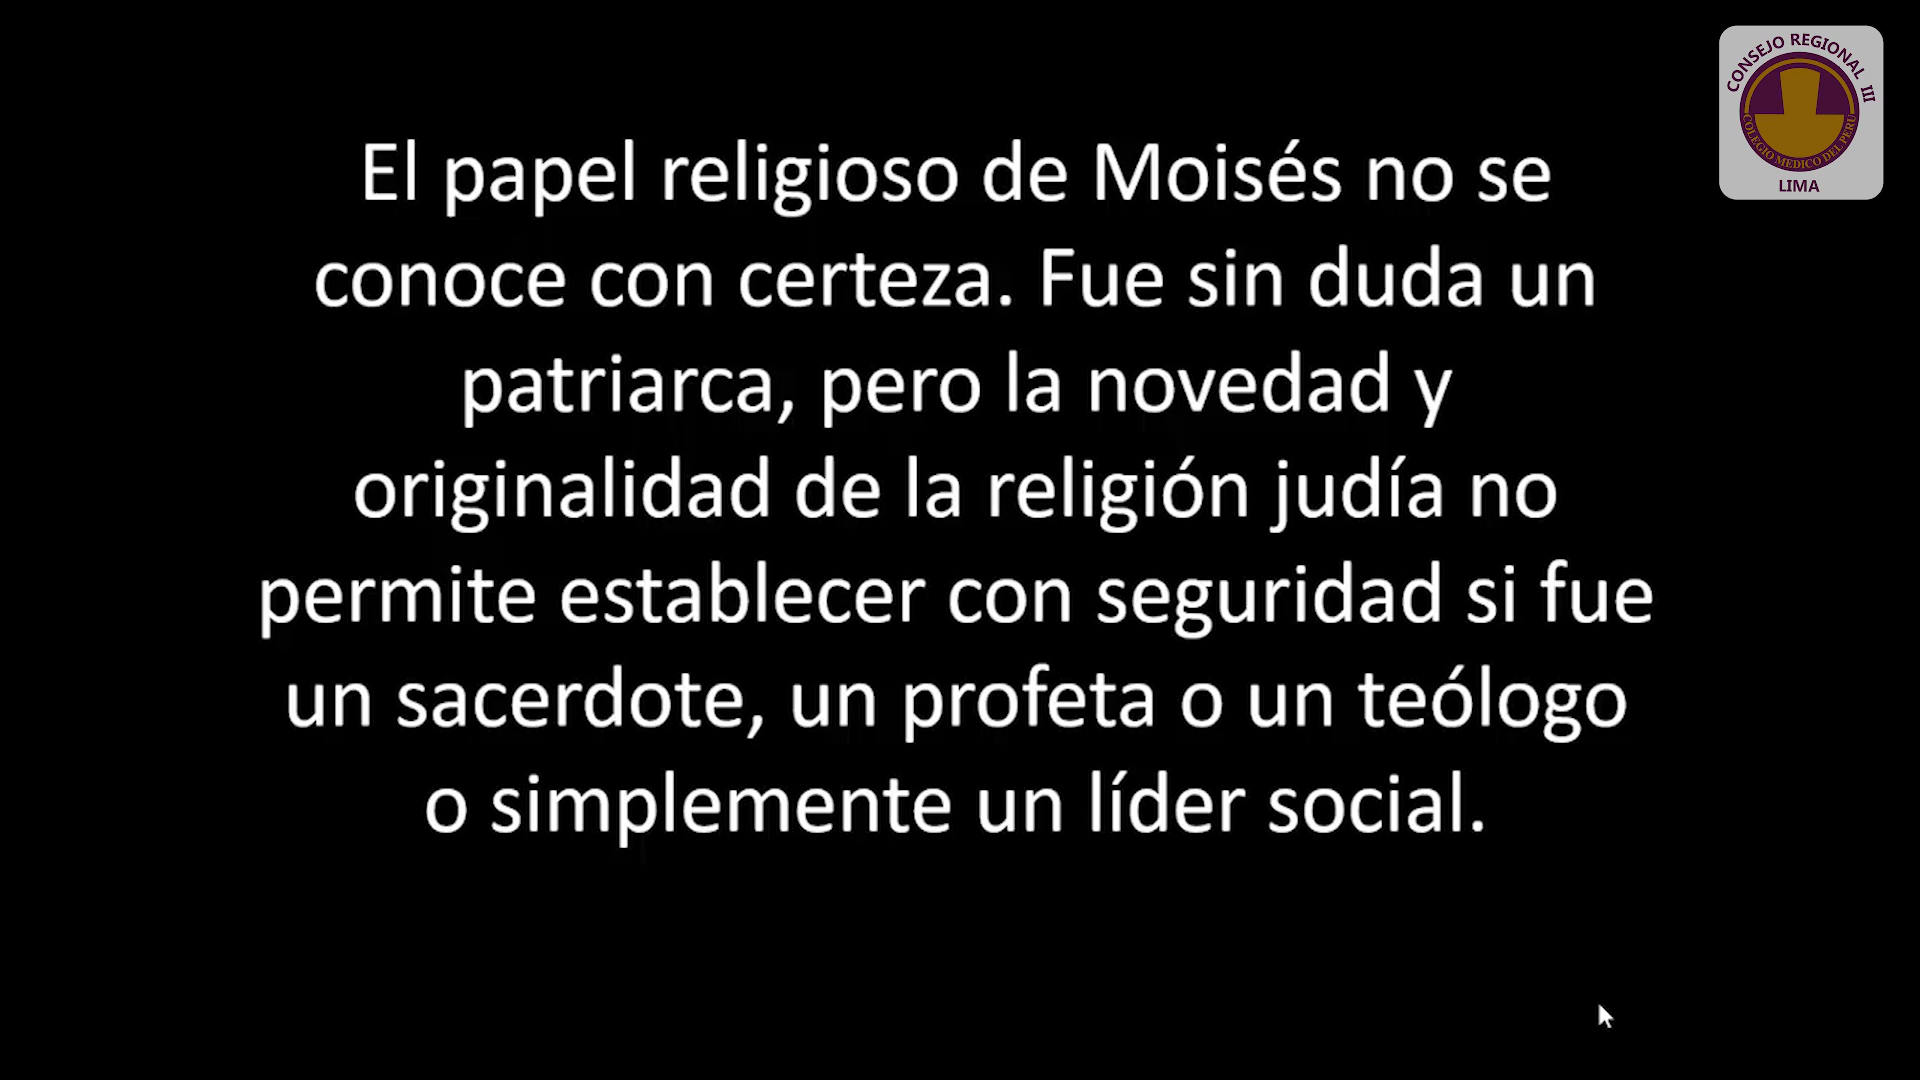 CONSEJO REGIONAL III
COLEGIO MEDICO DEL PERU
LIMA
El papel religioso de Moisés no se
conoce con certeza. Fue sin duda un
patriarca, pero la novedad y
originalidad de la religión judía no
permite establecer con seguridad si fue
un sacerdote, un profeta o un teólogo
o simplemente un líder social.